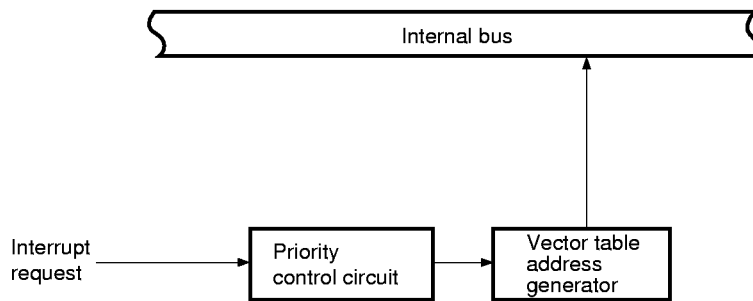 Internal bus
Interrupt
request
Priority
control circuit
Vector table
address
generator